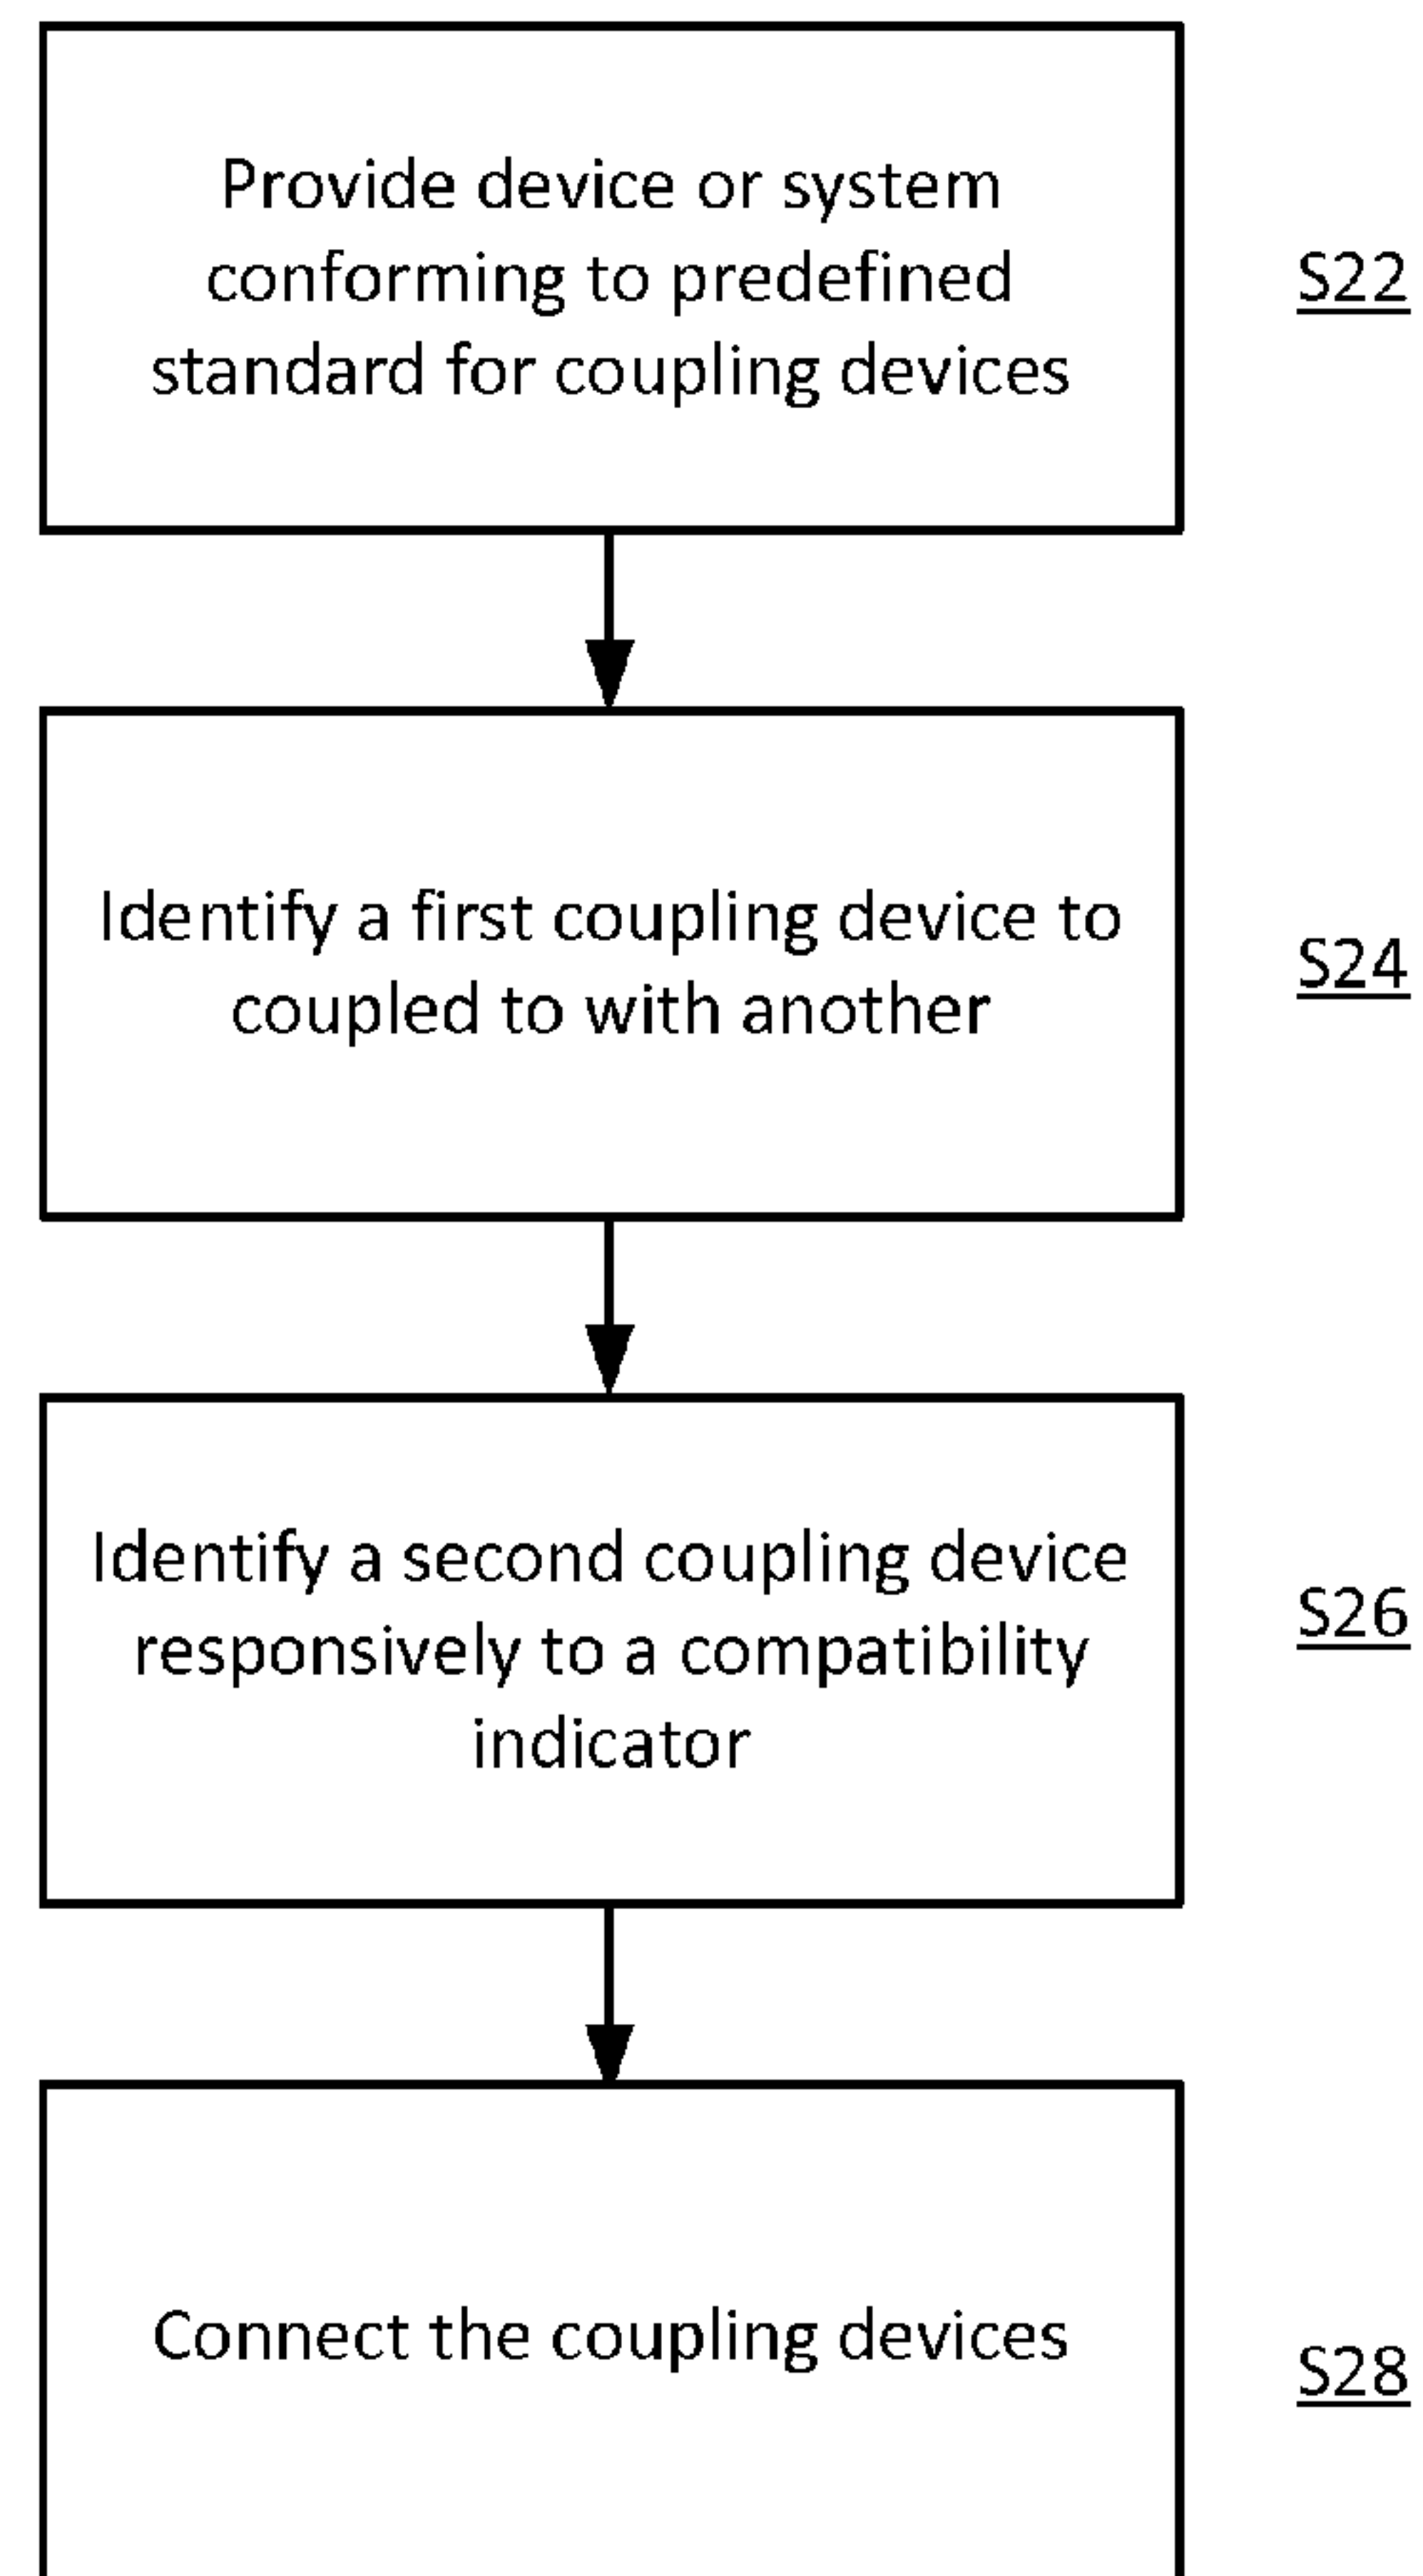 Provide device or system
conforming to predefined
standard for coupling devices
S22
Identify a first coupling device to
coupled to with another
S24
Identify a second coupling device
responsively to a compatibility
indicator
S26
Connect the coupling devices
S28